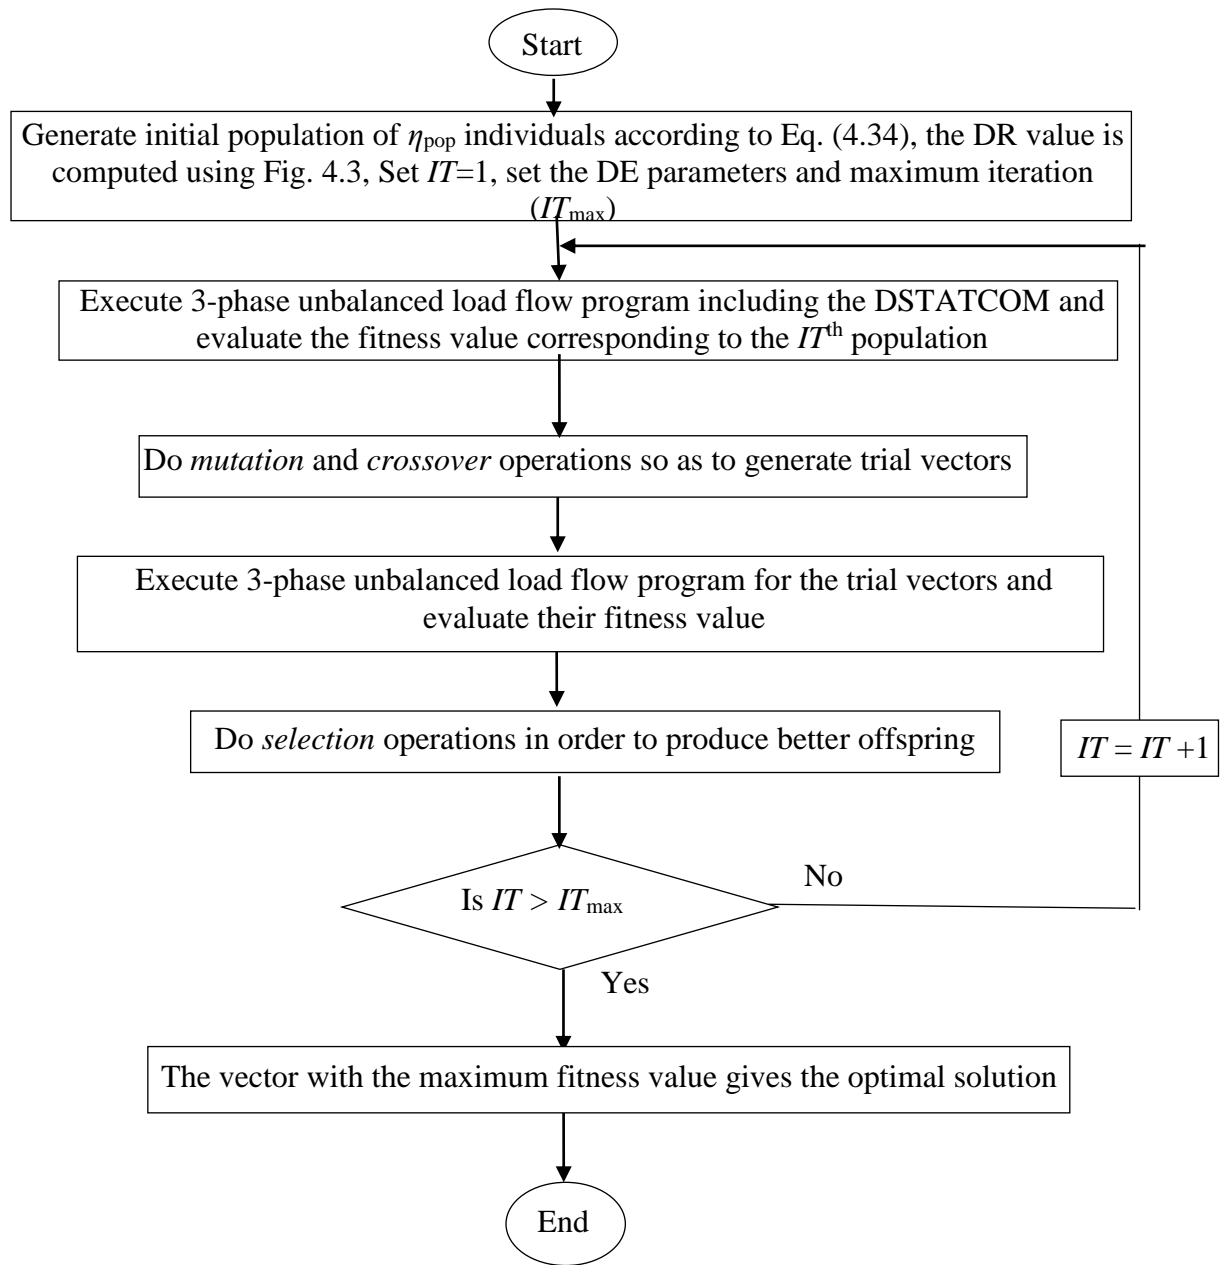 Start
Generate initial population of ηpop individuals according to Eq. (4.34), the DR value is
computed using Fig. 4.3, Set IT=1, set the DE parameters and maximum iteration
(ITmax)
Execute 3-phase unbalanced load flow program including the DSTATCOM and
evaluate the fitness value corresponding to the ITth population
Do mutation and crossover operations so as to generate trial vectors
Execute 3-phase unbalanced load flow program for the trial vectors and
evaluate their fitness value
Do selection operations in order to produce better offspring
IT = IT +1
Is IT > ITmax
No
Yes
The vector with the maximum fitness value gives the optimal solution
End